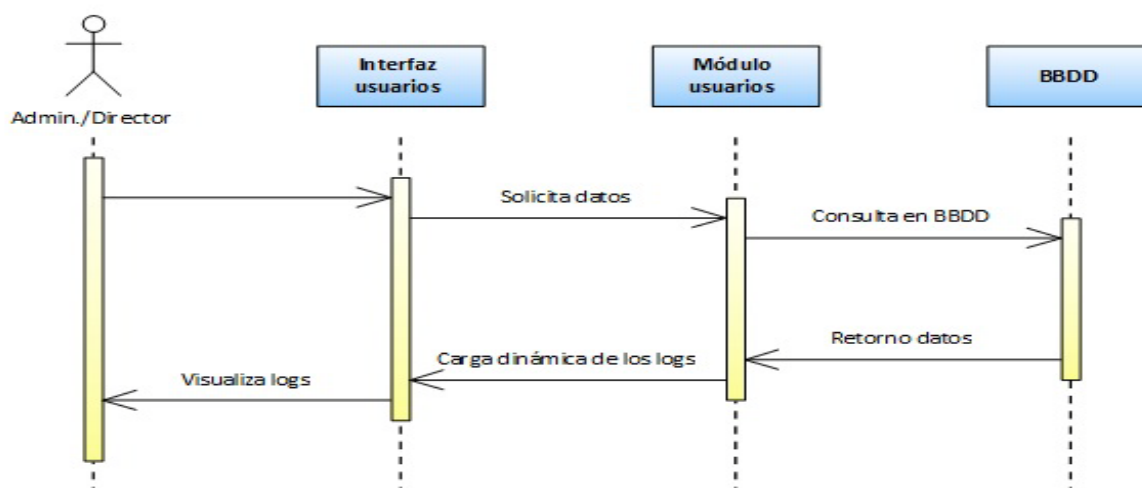 Interfaz
usuarios
Módulo
usuarios
BBDD
Admin./Director
Solicita datos
Consulta en BBDD
Retorno datos
Carga dinámica de los logs
Visualiza logs